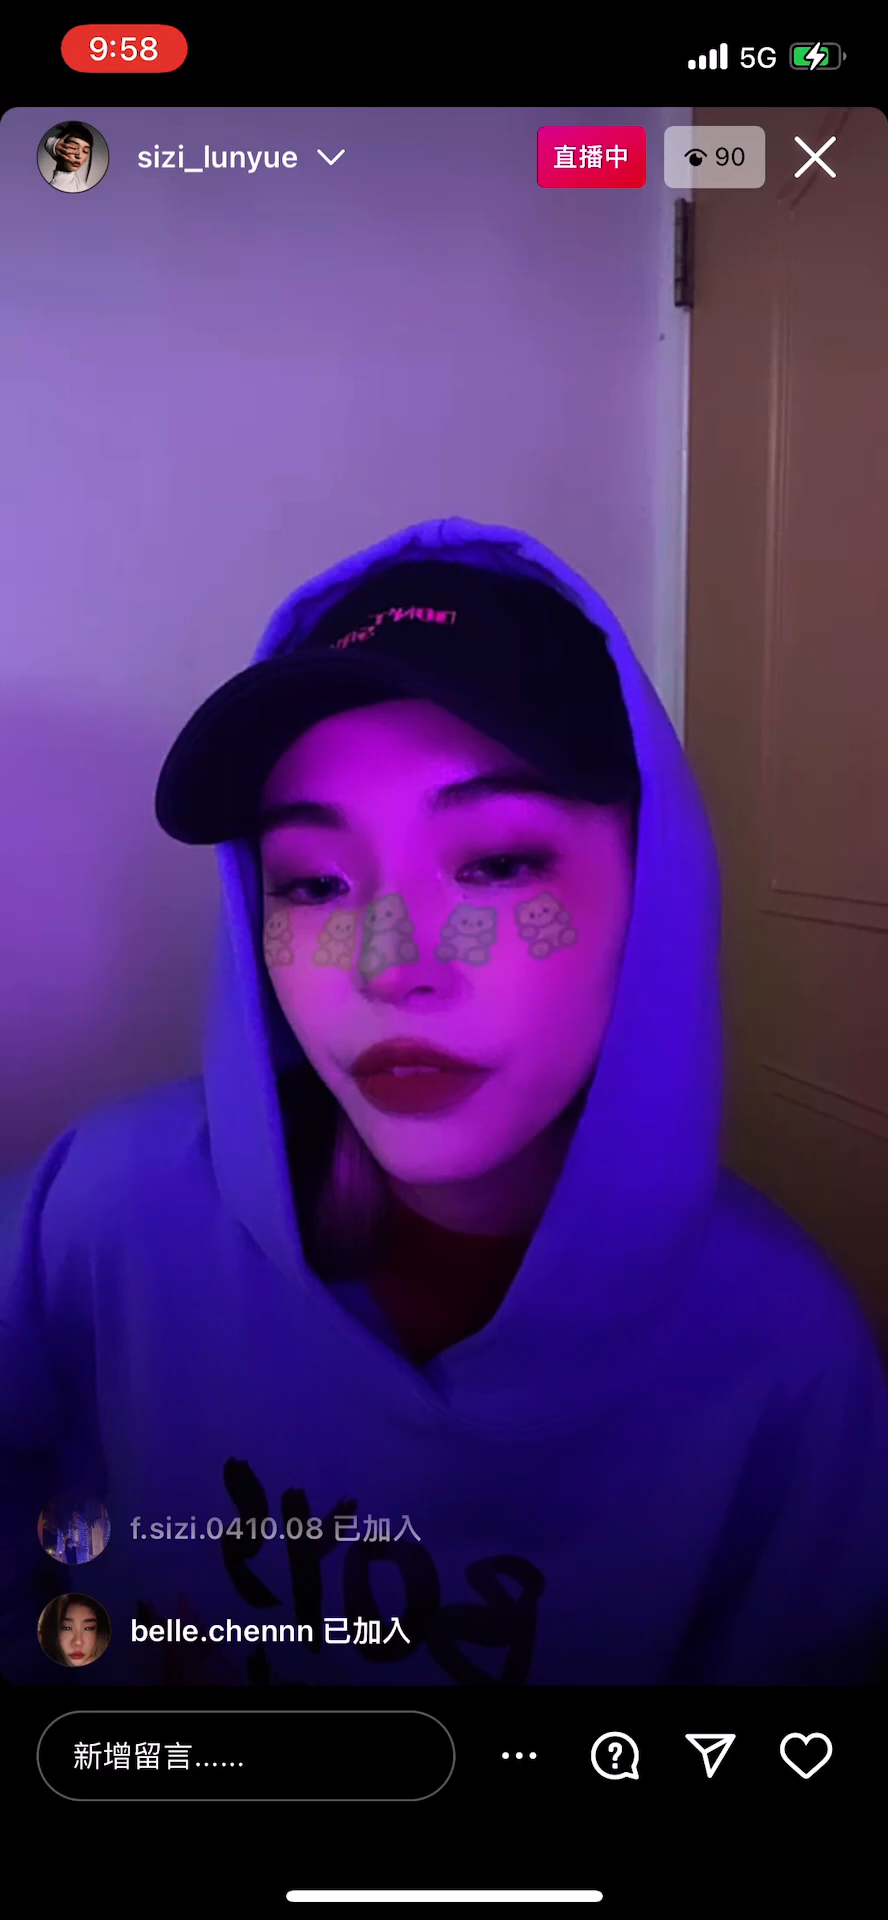 9:58
5G
sizi_lunyue
直播中
90
DON'T
f.sizi.0410.08 已加入
belle.chennn 已加入
新增留言......